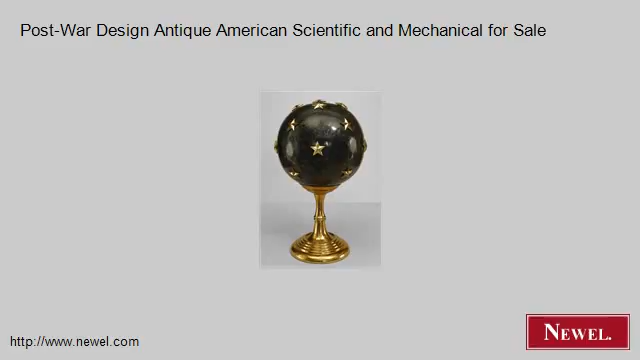 Post-War Design Antique American Scientific and Mechanical for Sale
http://www.newel.com
NEWEL.